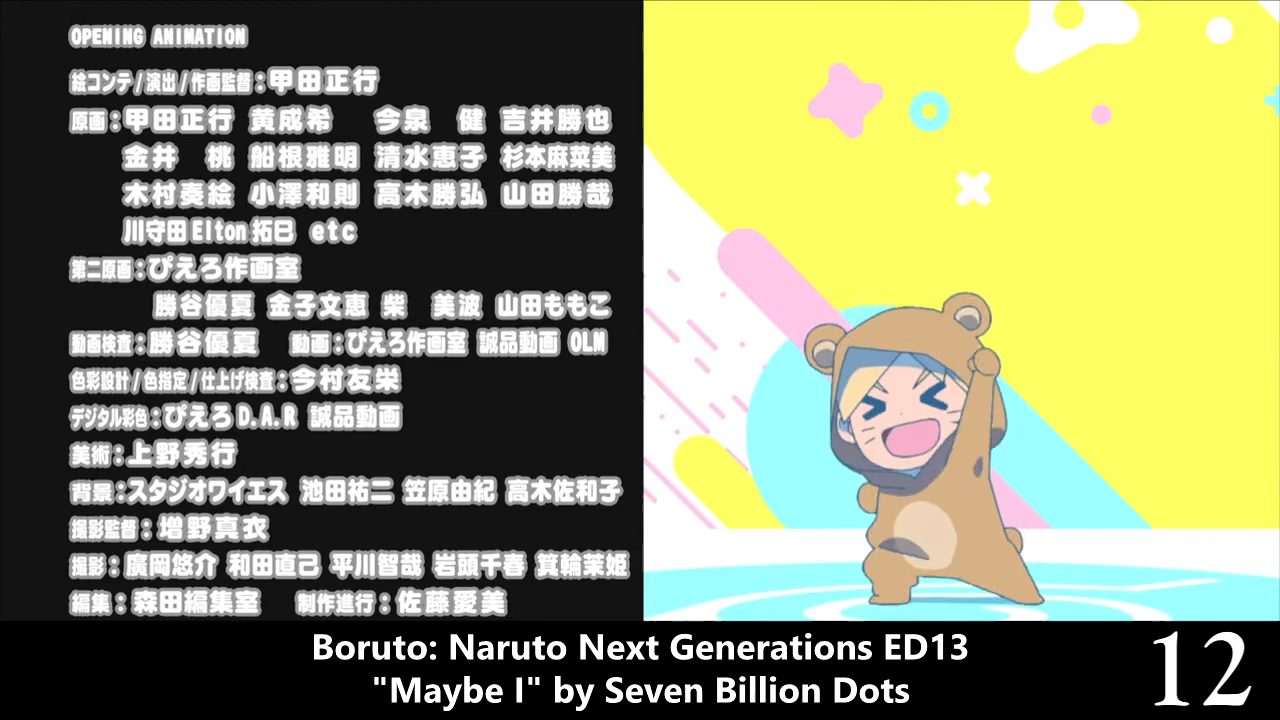 OPENING ANIMATION
絵コンテ/演出/作画監督:甲田正行
原画:甲田正行 黄成希 今泉 健 吉井勝也
金井 桃 船根雅明 清水恵子 杉本麻菜美
木村奏絵 小澤和則 高木勝弘 山田勝哉
川守田Elton拓巳 etc
第二原画:ぴえろ作画室
勝谷優夏 金子文恵 柴 美波 山田ももこ
動画検査:勝谷優夏 動画:ぴえろ作画室 誠品動画 OLM
色彩設計/色指定/仕上げ検査:今村友栄
デジタル彩色:ぴえろD.A.R 誠品動画
美術:上野秀行
背景:スタジオワイエス 池田祐二 笠原由紀 高木佐和子
撮影監督:増野真衣
撮影:廣岡悠介 和田直己 平川智哉 岩頭千春 箕輪茉姫
編集:森田編集室 制作進行:佐藤愛美
Boruto: Naruto Next Generations ED13
"Maybe I" by Seven Billion Dots
12